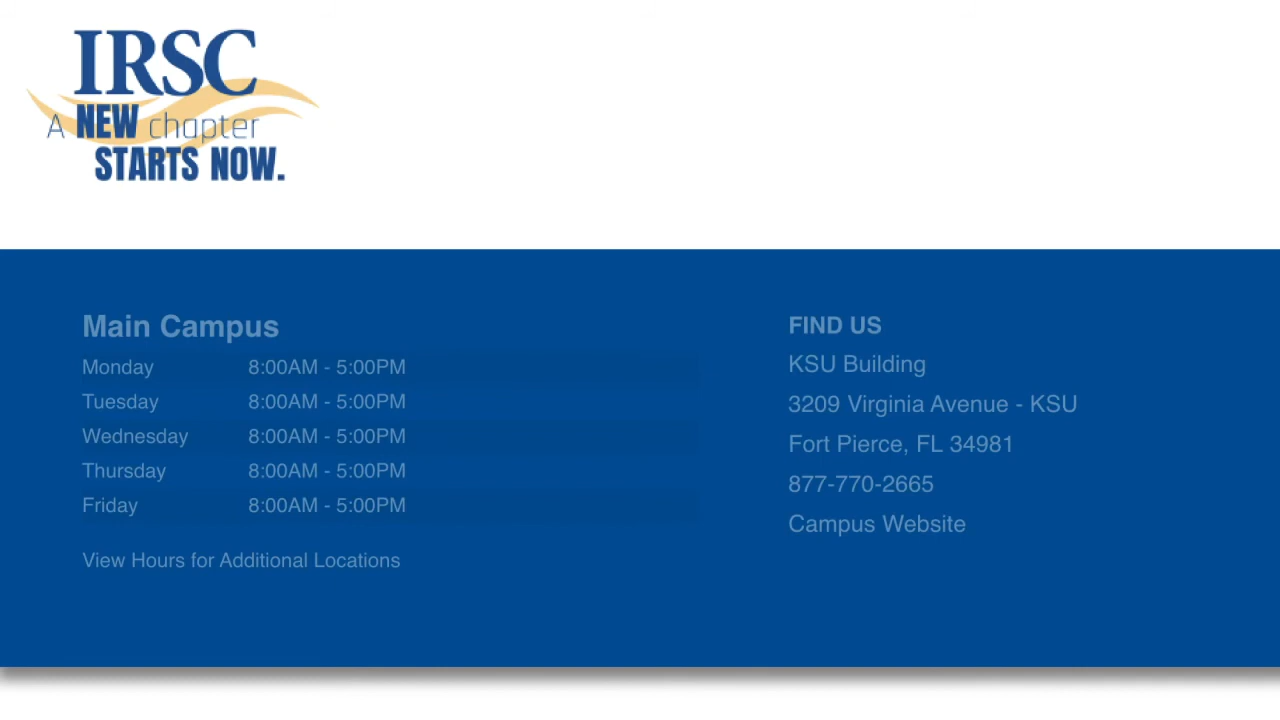 IRSC
A NEW chapter
STARTS NOW.
Main Campus
Monday 8:00AM - 5:00PM
Tuesday 8:00AM - 5:00PM
Wednesday 8:00AM - 5:00PM
Thursday 8:00AM - 5:00PM
Friday 8:00AM - 5:00PM
View Hours for Additional Locations
FIND US
KSU Building
3209 Virginia Avenue - KSU
Fort Pierce, FL 34981
877-770-2665
Campus Website